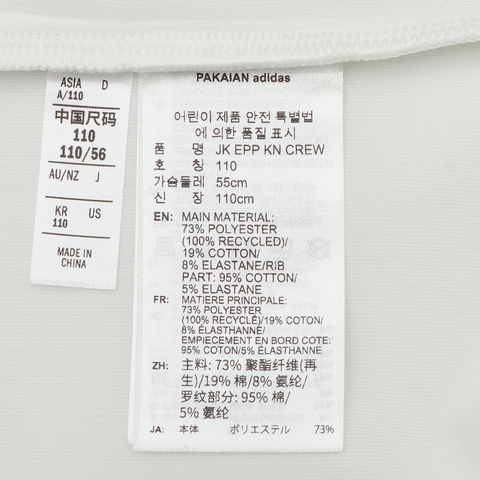 ASIA D
A/110
中国尺码
110
110/56
AU/NZ J
KR US
110
MADE IN
CHINA
PAKAIAN adidas
어린이 제품 안전 특별법
에 의한 품질 표시
품 명 JK EPP KN CREW
호 칭 110
가슴둘레 55cm
신 장 110cm
EN: MAIN MATERIAL:
73% POLYESTER
(100% RECYCLED)/
19% COTTON/
8% ELASTANE/RIB
PART: 95% COTTON/
5% ELASTANE
FR: MATIERE PRINCIPALE:
73% POLYESTER
(100% RECYCLÉ)/19% COTON/
8% ÉLASTHANNE/
EMPIECEMENT EN BORD COTE:
95% COTON/5% ÉLASTHANNE
ZH: 主料: 73% 聚酯纤维(再
生)/19% 棉/8% 氨纶/
罗纹部分: 95% 棉/
5% 氨纶
JA: 本体 ポリエステル 73%